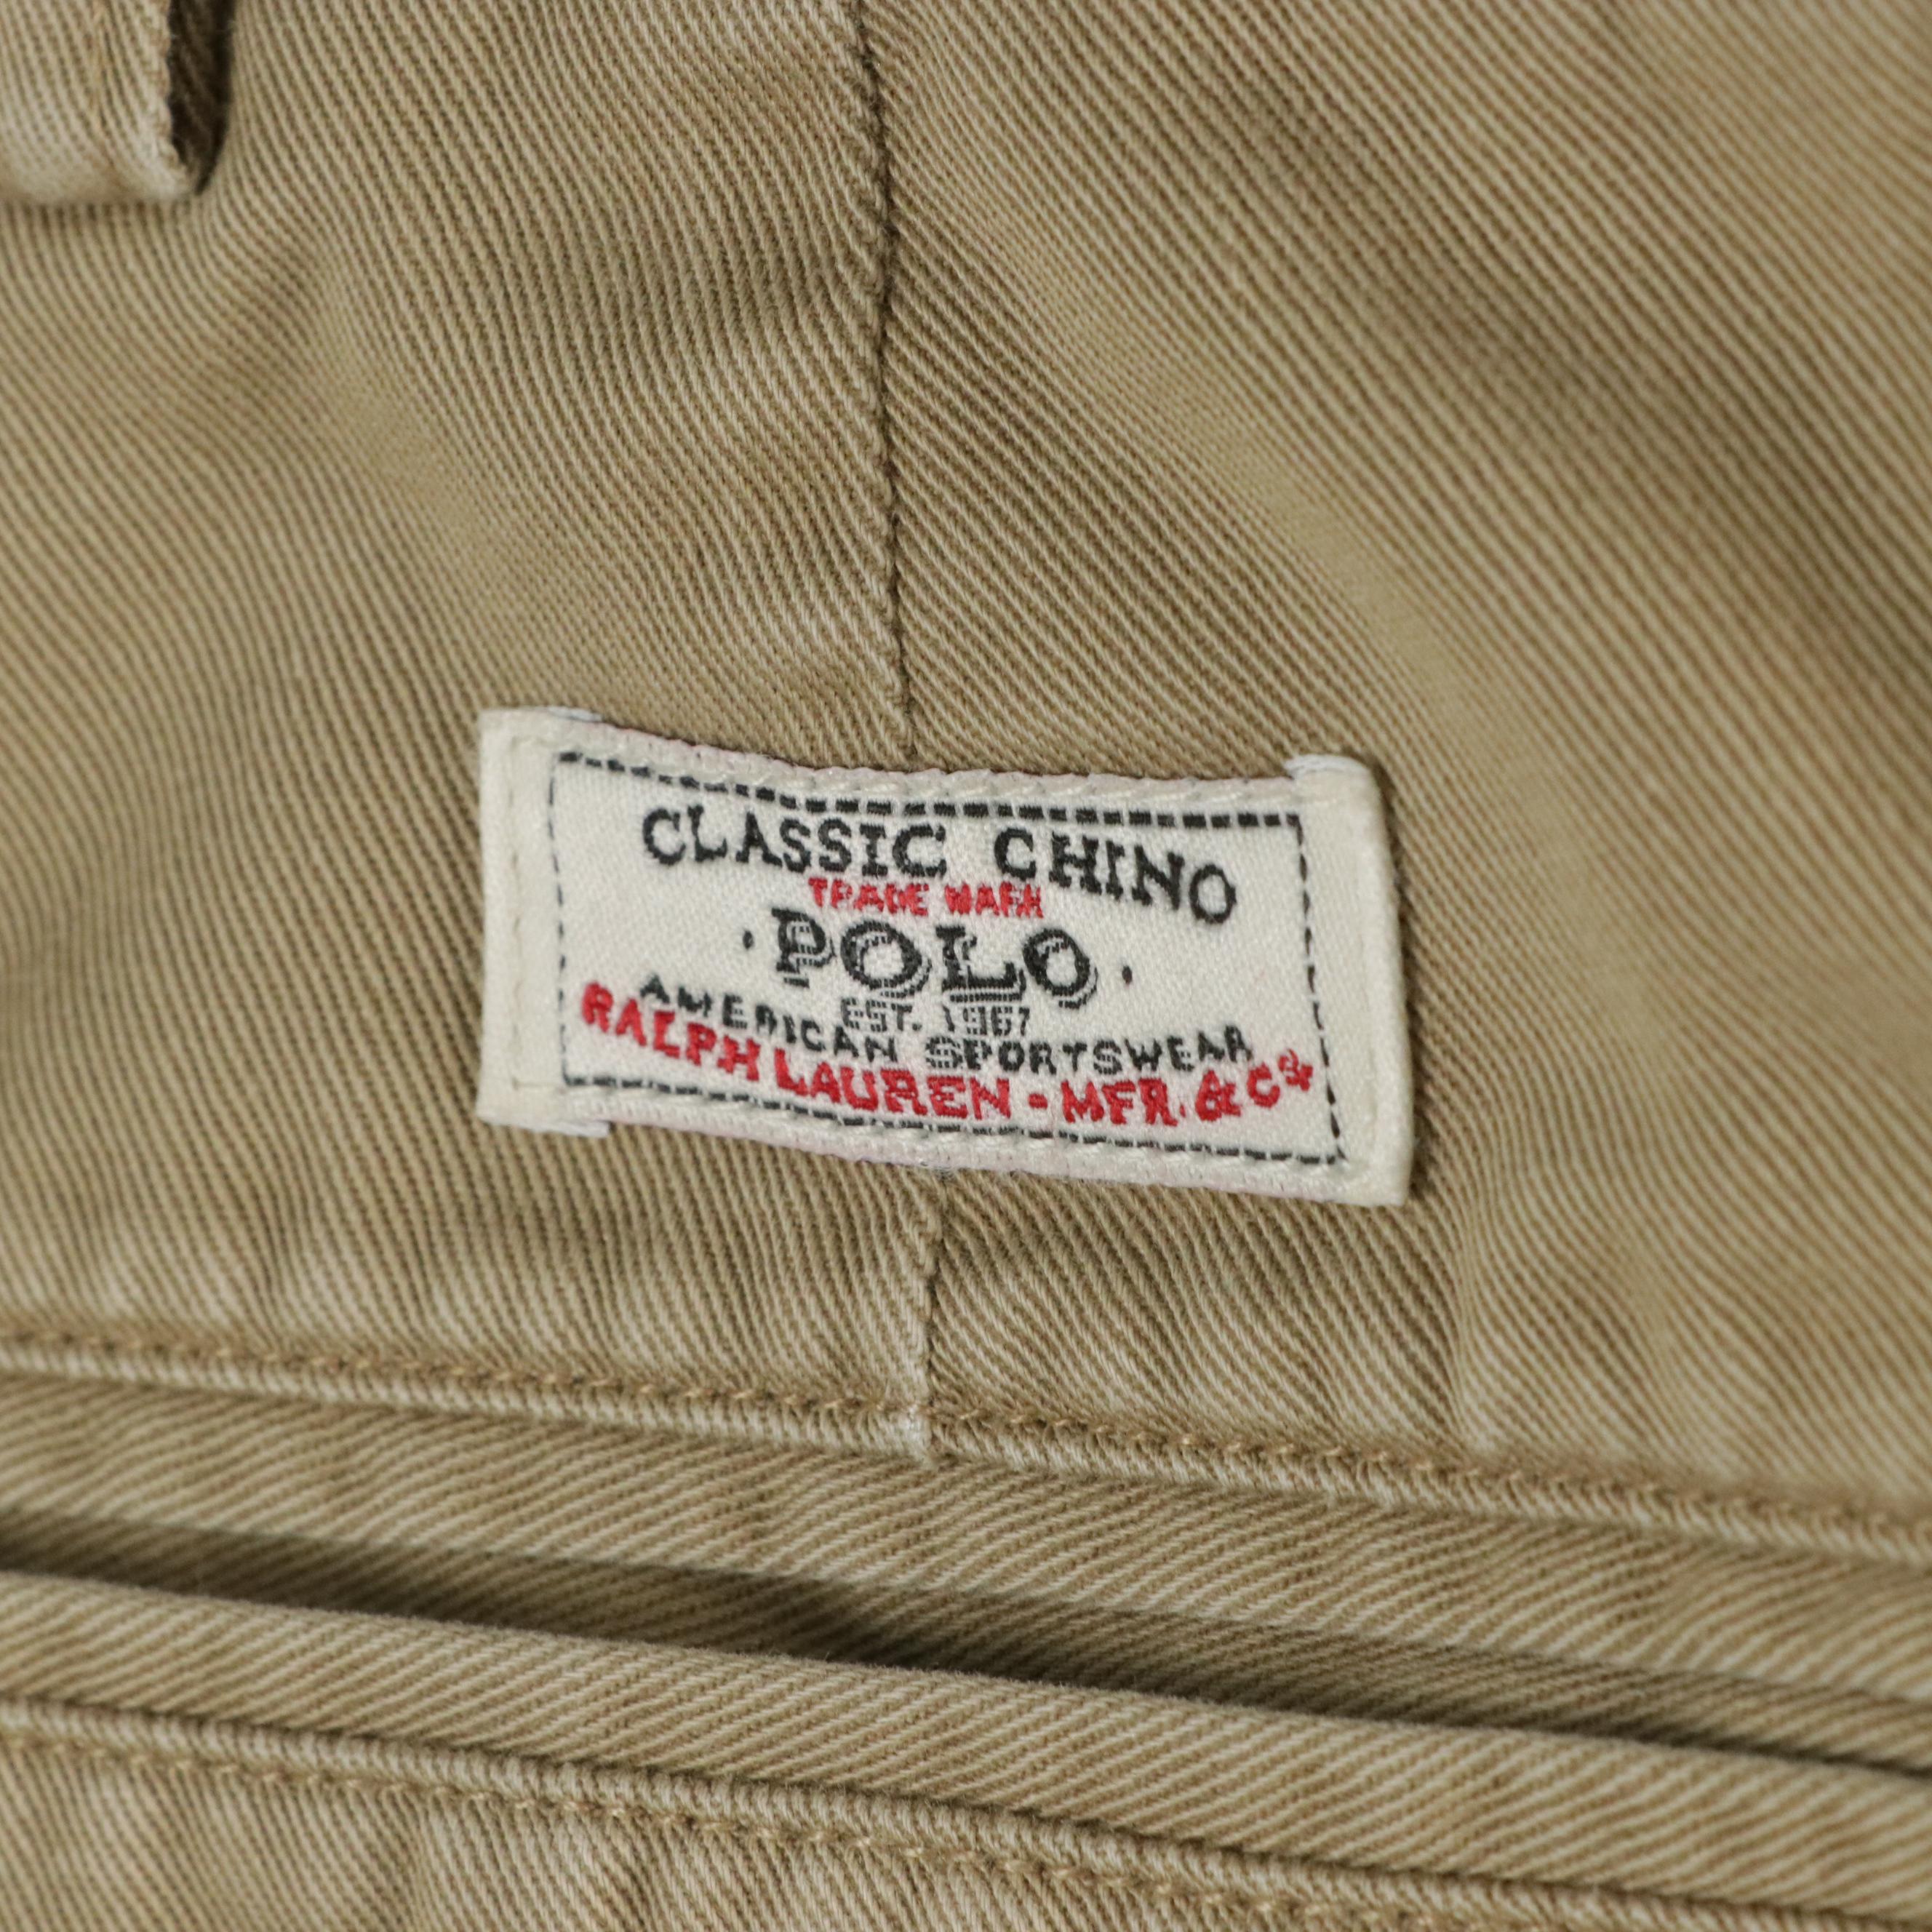 CLASSIC CHINO
TRADE MARK
· POLO ·
EST. 1967
AMERICAN SPORTSWEAR
RALPH LAUREN - MFR. & Co.